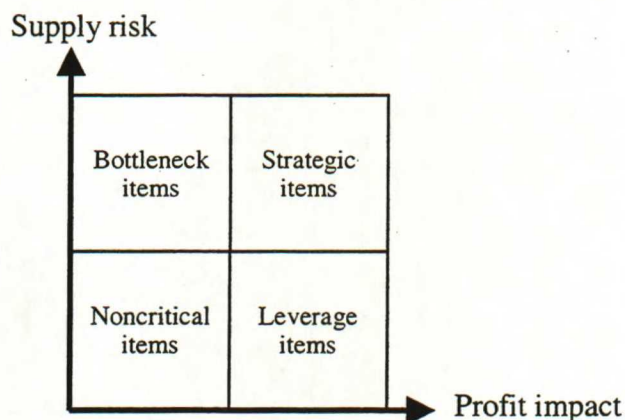 Supply risk
Bottleneck
items
Strategic
items
Noncritical
items
Leverage
items
Profit impact